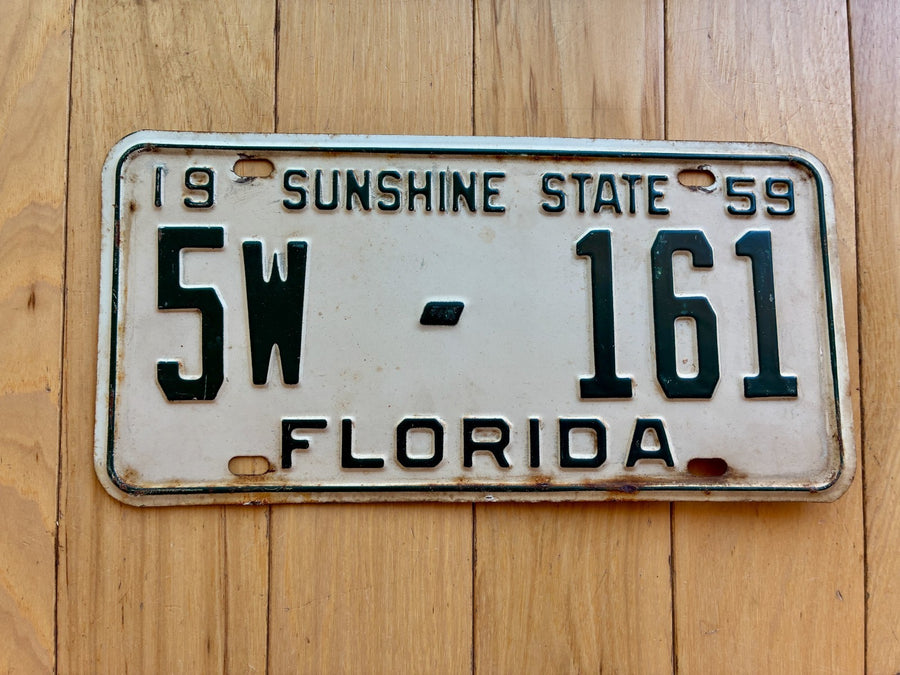 19 SUNSHINE STATE 59
5W - 161
FLORIDA